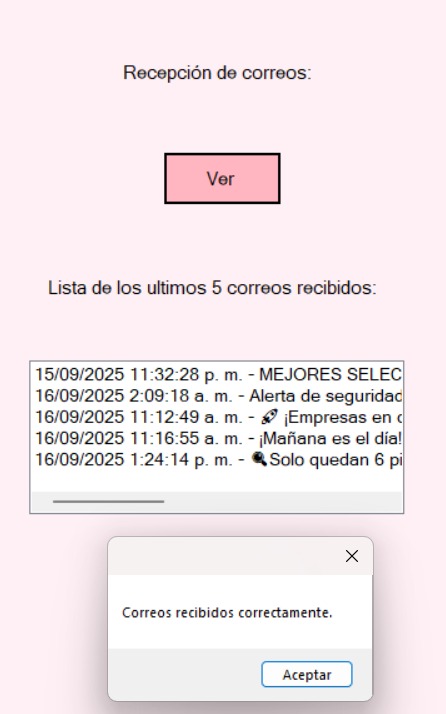 Recepción de correos:
Ver
Lista de los ultimos 5 correos recibidos:
15/09/2025 11:32:28 p. m. - MEJORES SELEC
16/09/2025 2:09:18 a. m. - Alerta de seguridad
16/09/2025 11:12:49 a. m. - 🚀 ¡Empresas en
16/09/2025 11:16:55 a. m. - ¡Mañana es el día!
16/09/2025 1:24:14 p. m. - 🔍Solo quedan 6
Correos recibidos correctamente.
Aceptar